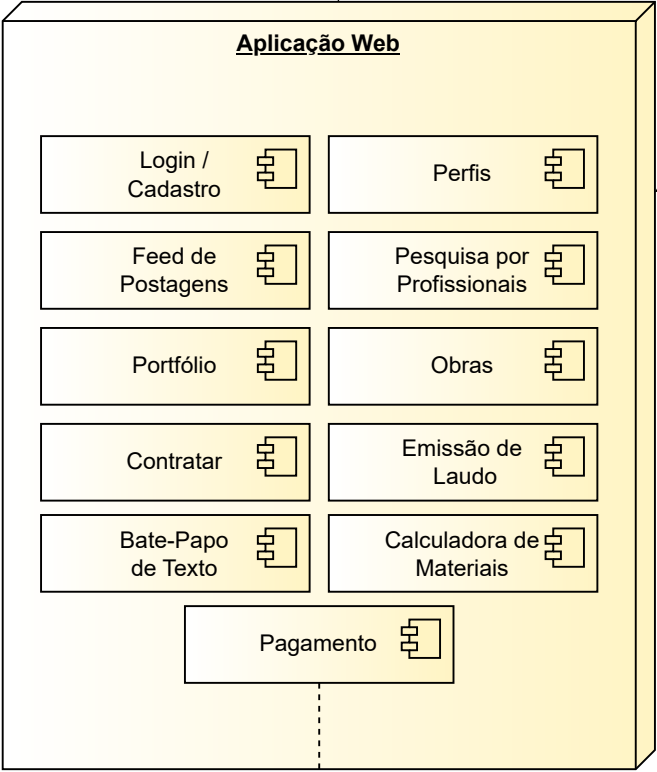 Aplicação Web
Login /
Cadastro
Perfis
Feed de
Postagens
Pesquisa por
Profissionais
Portfólio
Obras
Contratar
Emissão de
Laudo
Bate-Papo
de Texto
Calculadora de
Materiais
Pagamento